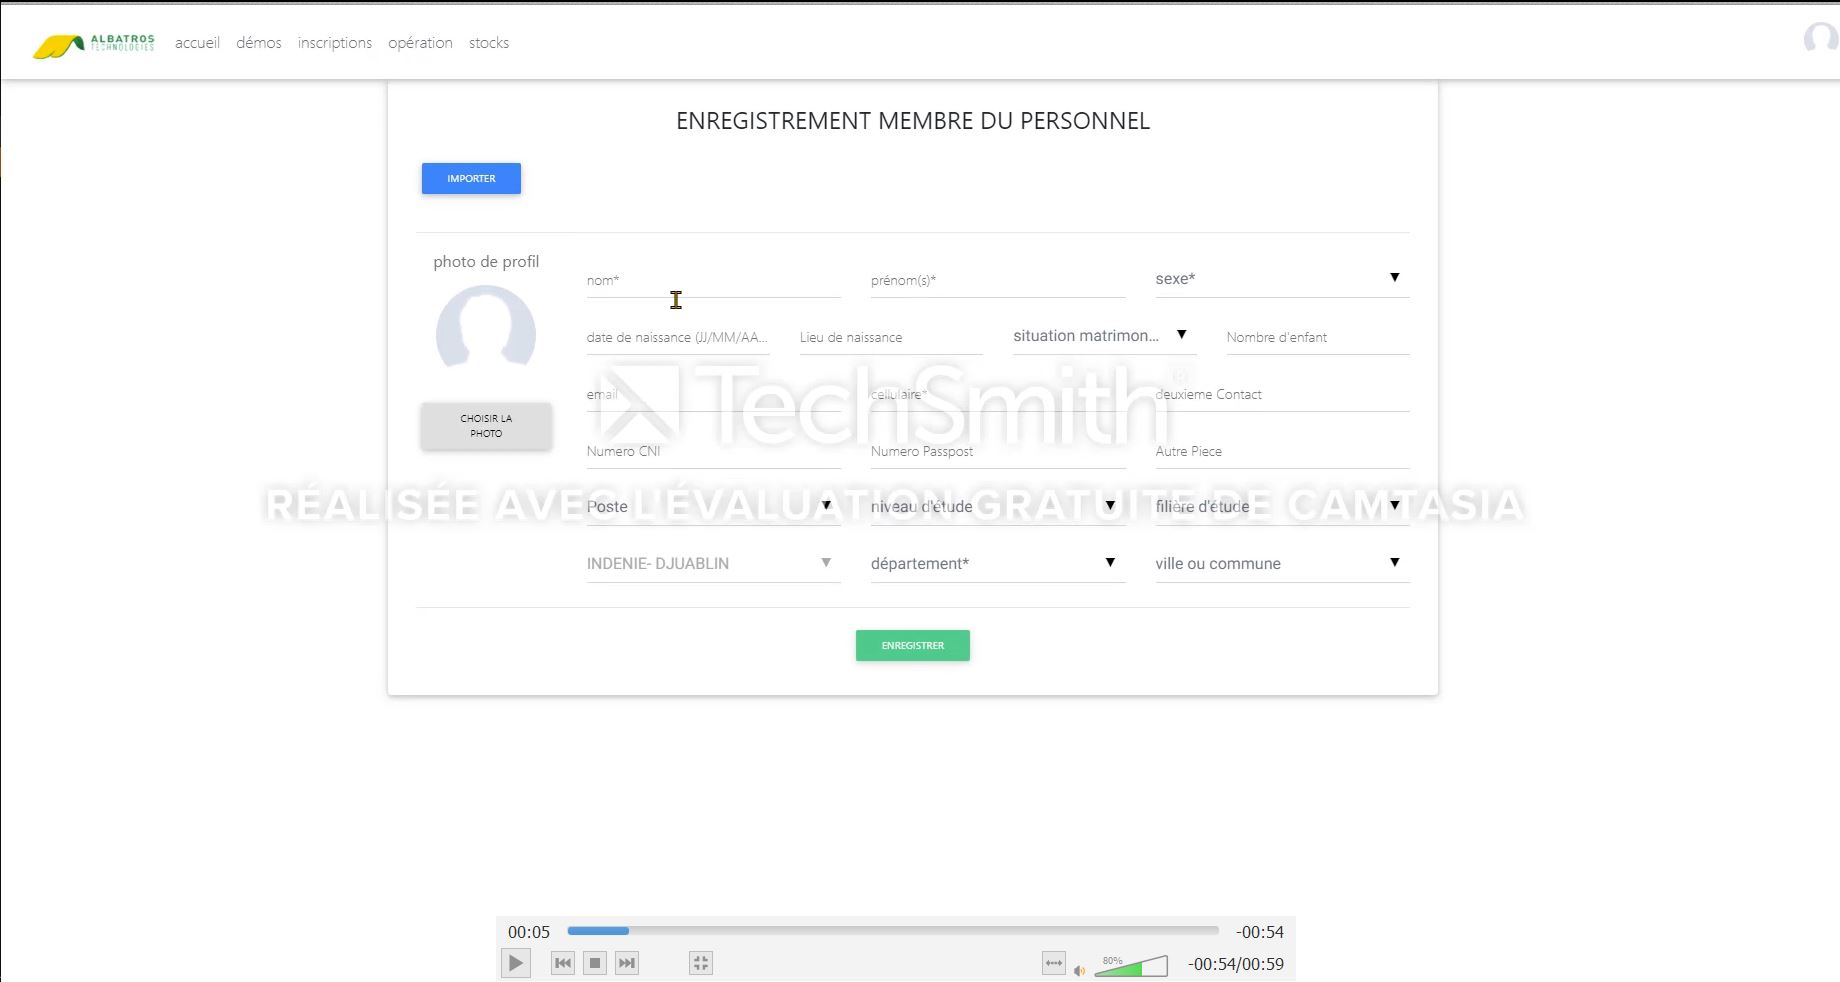 ALBATROS
TECHNOLOGIES
accueil démos inscriptions opération stocks
ENREGISTREMENT MEMBRE DU PERSONNEL
IMPORTER
photo de profil
nom* prénom(s)* sexe*
date de naissance (JJ/MM/AA... Lieu de naissance situation matrimon... Nombre d'enfant
email cellulaire* deuxieme Contact
TechSmith®
CHOISIR LA
PHOTO
Numero CNI Numero Passpost Autre Piece
RÉALISÉE AVEC L'ÉVALUATION GRATUITE DE CAMTASIA
Poste niveau d'étude filière d'étude
INDENIE- DJUABLIN département* ville ou commune
ENREGISTRER
00:05 -00:54
80% -00:54/00:59